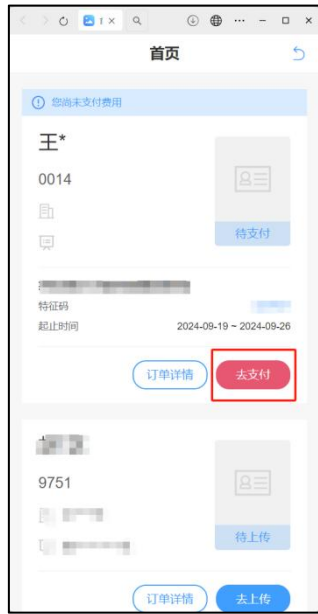 首页
您尚未支付费用
王*
0014
待支付
特征码
起止时间 2024-09-19 ~ 2024-09-26
订单详情 去支付
9751
待上传
订单详情 去上传